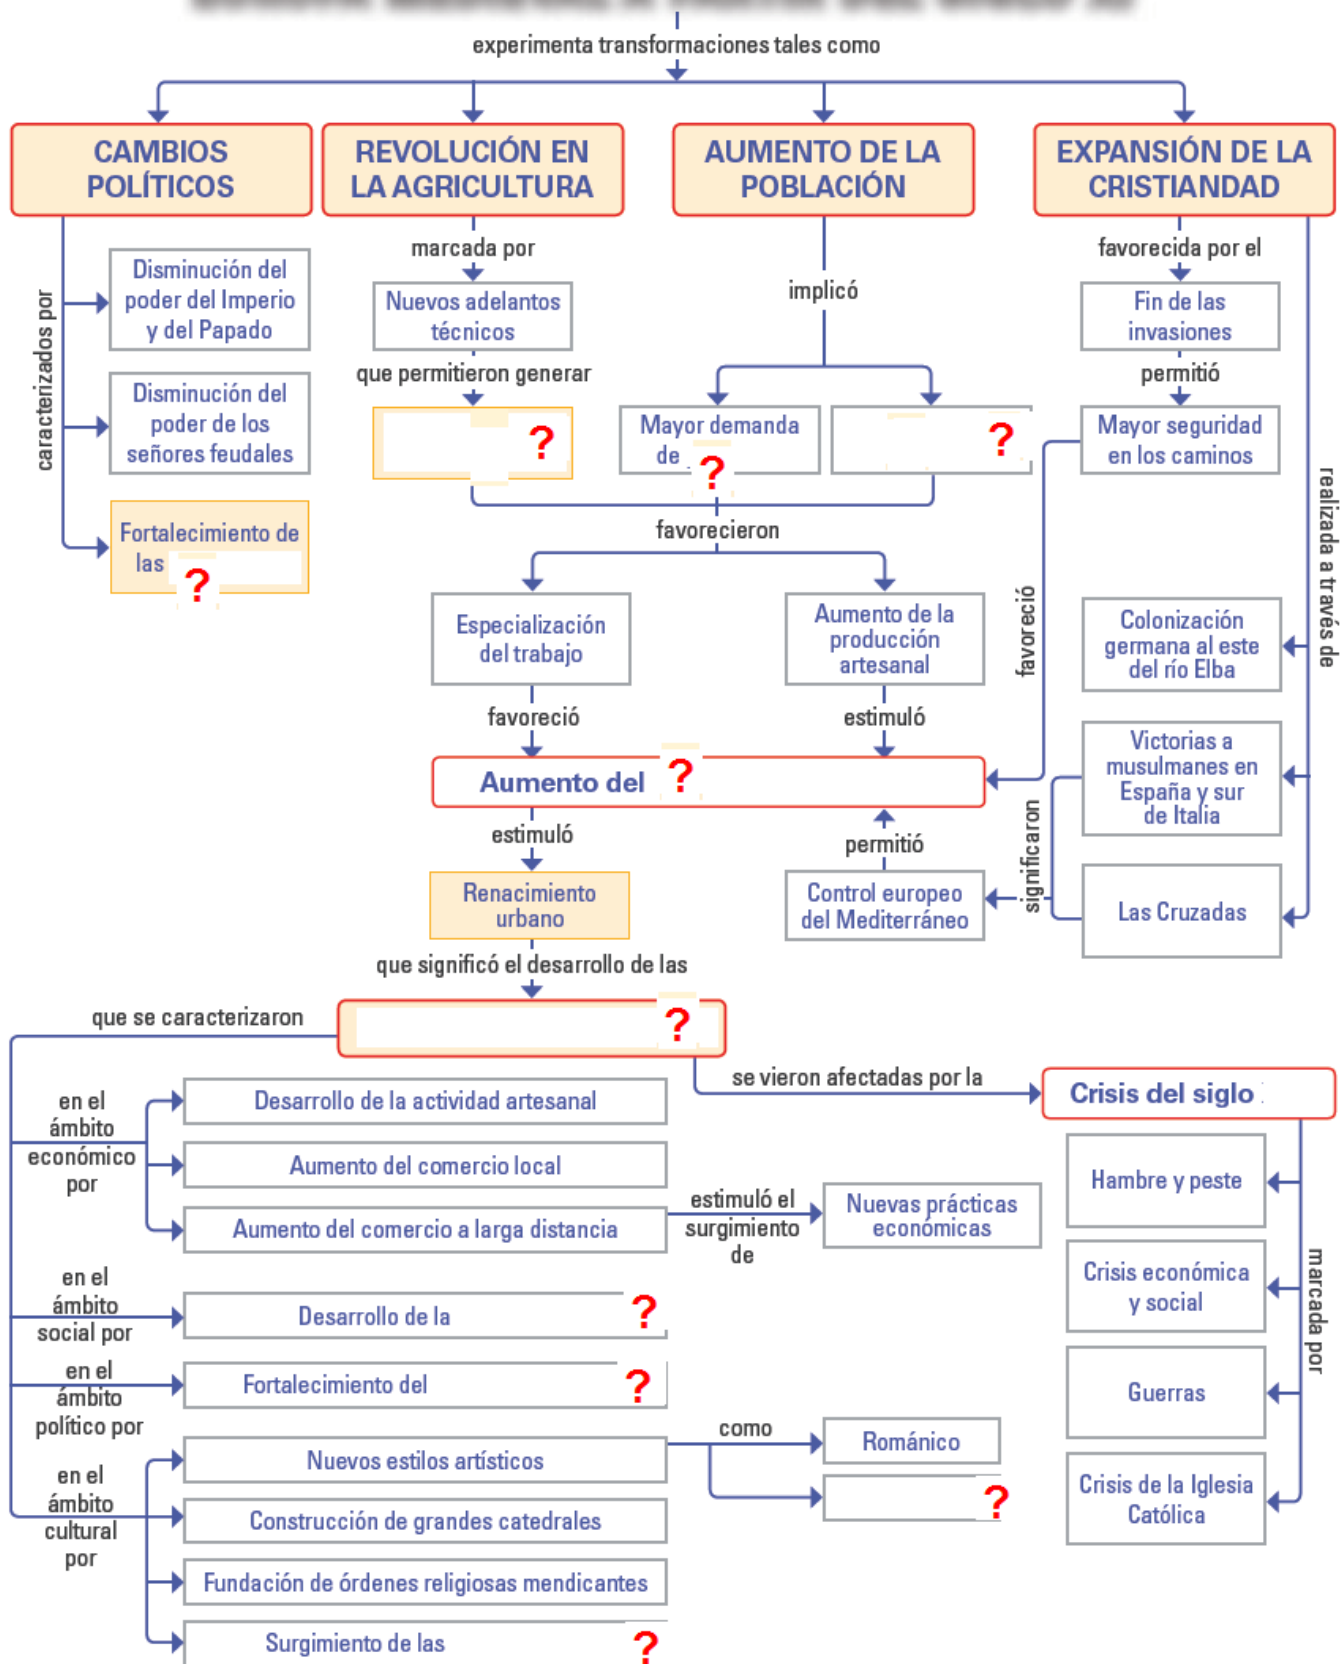 experimenta transformaciones tales como
CAMBIOS
POLÍTICOS
REVOLUCIÓN EN
LA AGRICULTURA
AUMENTO DE LA
POBLACIÓN
EXPANSIÓN DE LA
CRISTIANDAD
caracterizados por
Disminución del
poder del Imperio
y del Papado
Disminución del
poder de los
señores feudales
Fortalecimiento de
las
?
marcada por
Nuevos adelantos
técnicos
que permitieron generar
?
implicó
Mayor demanda
de
?
?
favorecida por el
Fin de las
invasiones
permitió
Mayor seguridad
en los caminos
realizada a través de
favorecieron
Especialización
del trabajo
Aumento de la
producción
artesanal
favoreció
Colonización
germana al este
del río Elba
favoreció
estimuló
Victorias a
musulmanes en
España y sur
de Italia
Aumento del ?
estimuló
permitió
significaron
Renacimiento
urbano
Control europeo
del Mediterráneo
Las Cruzadas
que significó el desarrollo de las
que se caracterizaron
?
se vieron afectadas por la
Crisis del siglo
en el
ámbito
económico
por
Desarrollo de la actividad artesanal
Aumento del comercio local
Aumento del comercio a larga distancia
estimuló el
surgimiento
de
Nuevas prácticas
económicas
Hambre y peste
Crisis económica
y social
marcada por
Guerras
Crisis de la Iglesia
Católica
en el
ámbito
social por
Desarrollo de la ?
en el
ámbito
político por
Fortalecimiento del ?
en el
ámbito
cultural
por
Nuevos estilos artísticos
como
Románico
?
Construcción de grandes catedrales
Fundación de órdenes religiosas mendicantes
Surgimiento de las ?